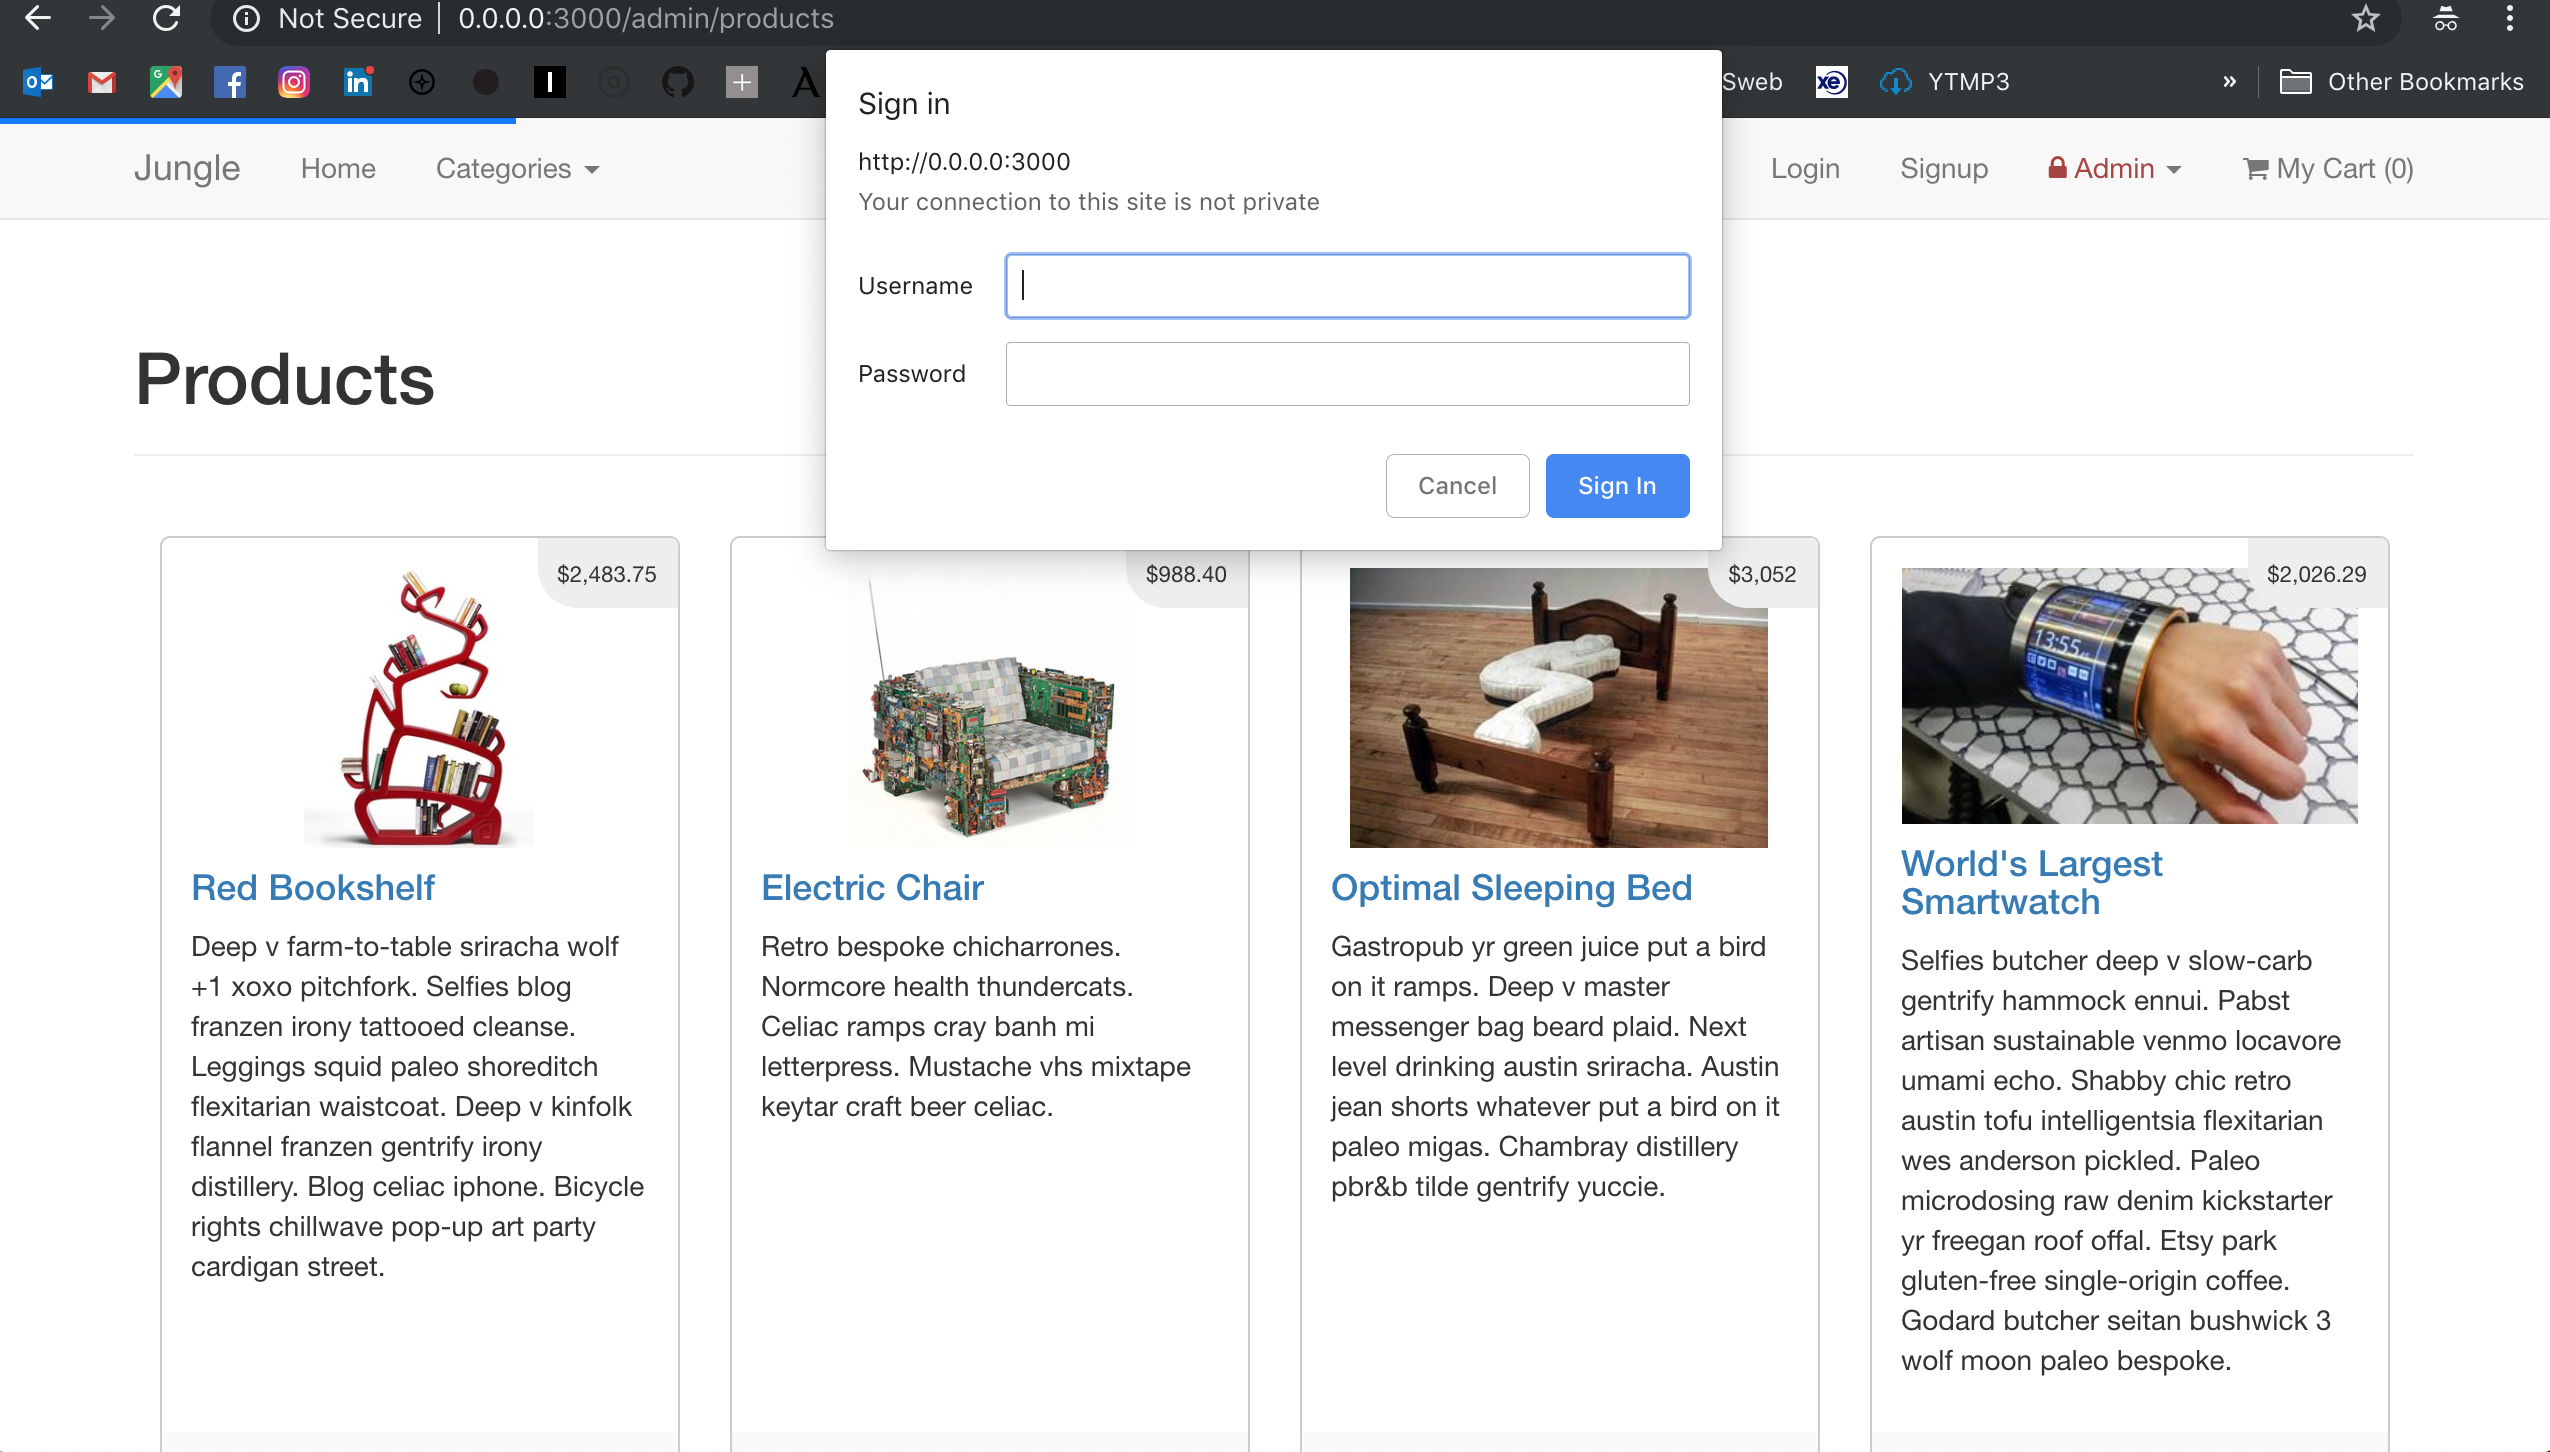 Not Secure | 0.0.0.0:3000/admin/products
Sweb
YTMP3
» Other Bookmarks
Sign in
http://0.0.0.0:3000
Your connection to this site is not private
Username
Password
Cancel
Sign In
Jungle
Home
Categories
Login
Signup
Admin
My Cart (0)
Products
$2,483.75
Red Bookshelf
Deep v farm-to-table sriracha wolf
+1 xoxo pitchfork. Selfies blog
franzen irony tattooed cleanse.
Leggings squid paleo shoreditch
flexitarian waistcoat. Deep v kinfolk
flannel franzen gentrify irony
distillery. Blog celiac iphone. Bicycle
rights chillwave pop-up art party
cardigan street.
$988.40
Electric Chair
Retro bespoke chicharrones.
Normcore health thundercats.
Celiac ramps cray banh mi
letterpress. Mustache vhs mixtape
keytar craft beer celiac.
$3,052
Optimal Sleeping Bed
Gastropub yr green juice put a bird
on it ramps. Deep v master
messenger bag beard plaid. Next
level drinking austin sriracha. Austin
jean shorts whatever put a bird on it
paleo migas. Chambray distillery
pbr&b tilde gentrify yuccie.
$2,026.29
13:55
World's Largest
Smartwatch
Selfies butcher deep v slow-carb
gentrify hammock ennui. Pabst
artisan sustainable venmo locavore
umami echo. Shabby chic retro
austin tofu intelligentsia flexitarian
wes anderson pickled. Paleo
microdosing raw denim kickstarter
yr freegan roof offal. Etsy park
gluten-free single-origin coffee.
Godard butcher seitan bushwick 3
wolf moon paleo bespoke.